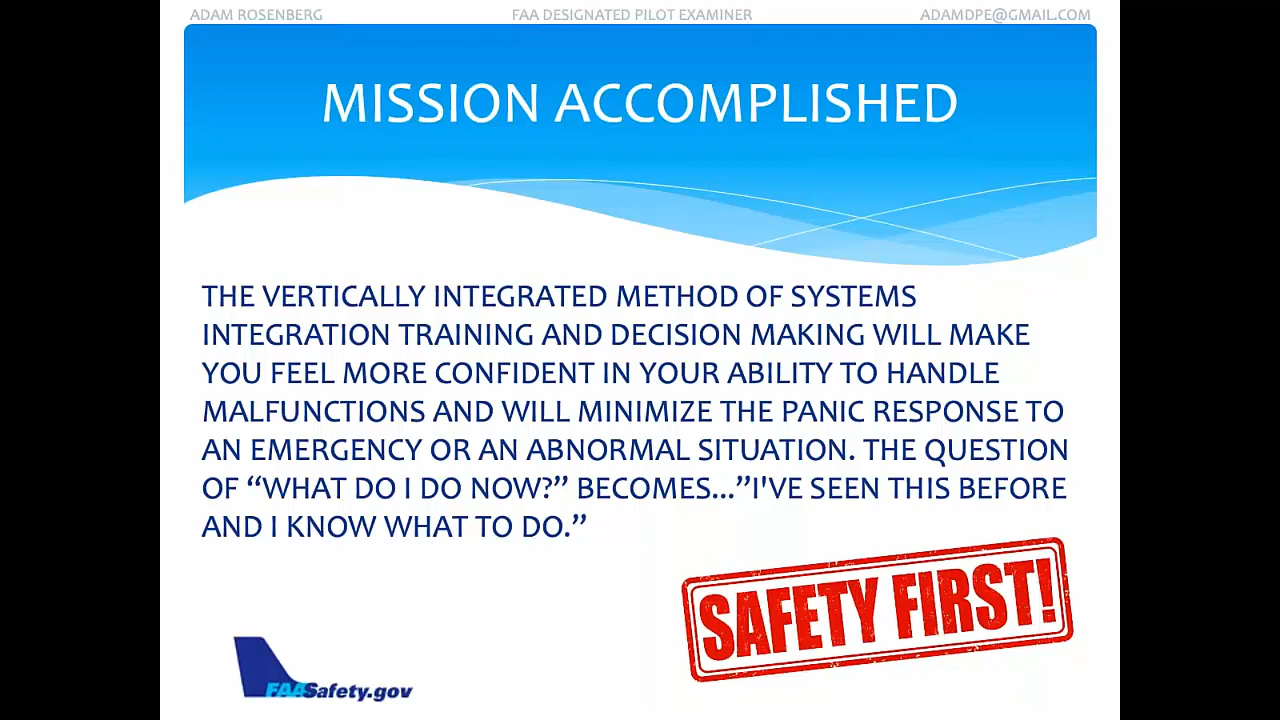 ADAM ROSENBERG FAA DESIGNATED PILOT EXAMINER ADAMDPE@GMAIL.COM
MISSION ACCOMPLISHED
THE VERTICALLY INTEGRATED METHOD OF SYSTEMS
INTEGRATION TRAINING AND DECISION MAKING WILL MAKE
YOU FEEL MORE CONFIDENT IN YOUR ABILITY TO HANDLE
MALFUNCTIONS AND WILL MINIMIZE THE PANIC RESPONSE TO
AN EMERGENCY OR AN ABNORMAL SITUATION. THE QUESTION
OF “WHAT DO I DO NOW?” BECOMES...”I'VE SEEN THIS BEFORE
AND I KNOW WHAT TO DO.”
SAFETY FIRST!
FAASafety.gov